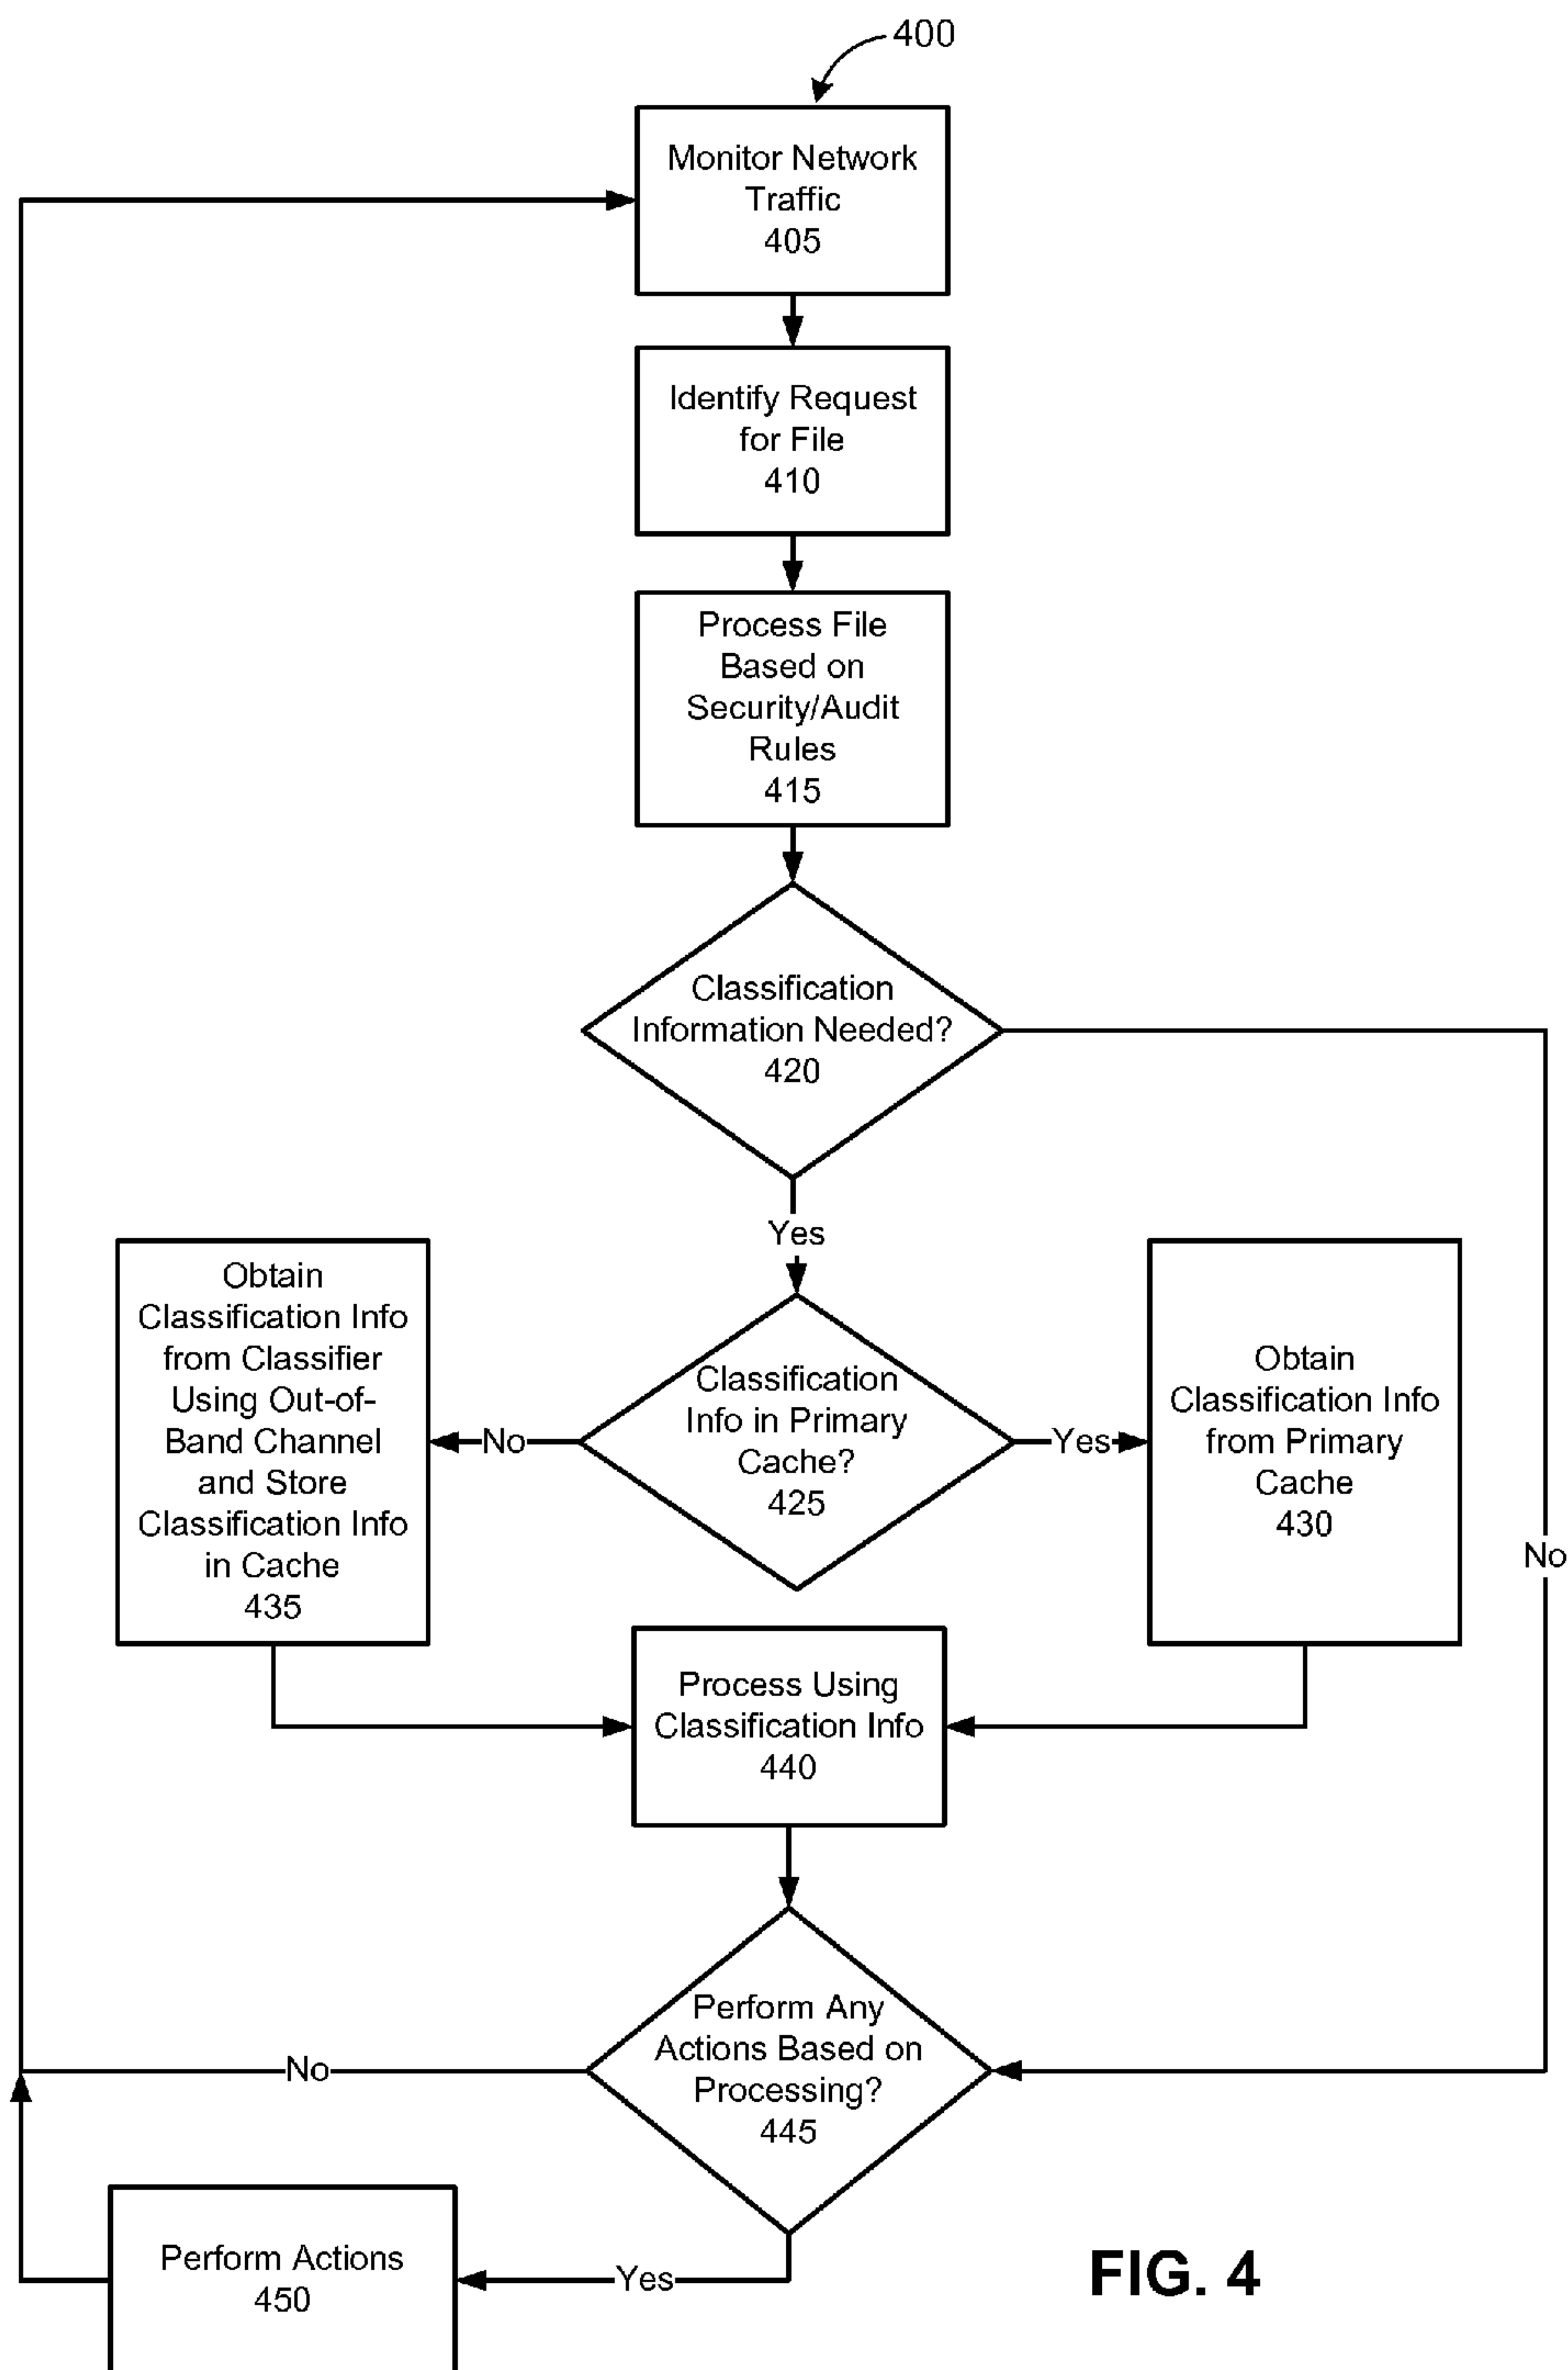 400
Monitor Network
Traffic
405
Identify Request
for File
410
Process File
Based on
Security/Audit
Rules
415
Classification
Information Needed?
420
Yes
No
Obtain
Classification Info
from Classifier
Using Out-of-
Band Channel
and Store
Classification Info
in Cache
435
No
Classification
Info in Primary
Cache?
425
Yes
Obtain
Classification Info
from Primary
Cache
430
Process Using
Classification Info
440
Perform Any
Actions Based on
Processing?
445
No
Yes
Perform Actions
450
FIG. 4